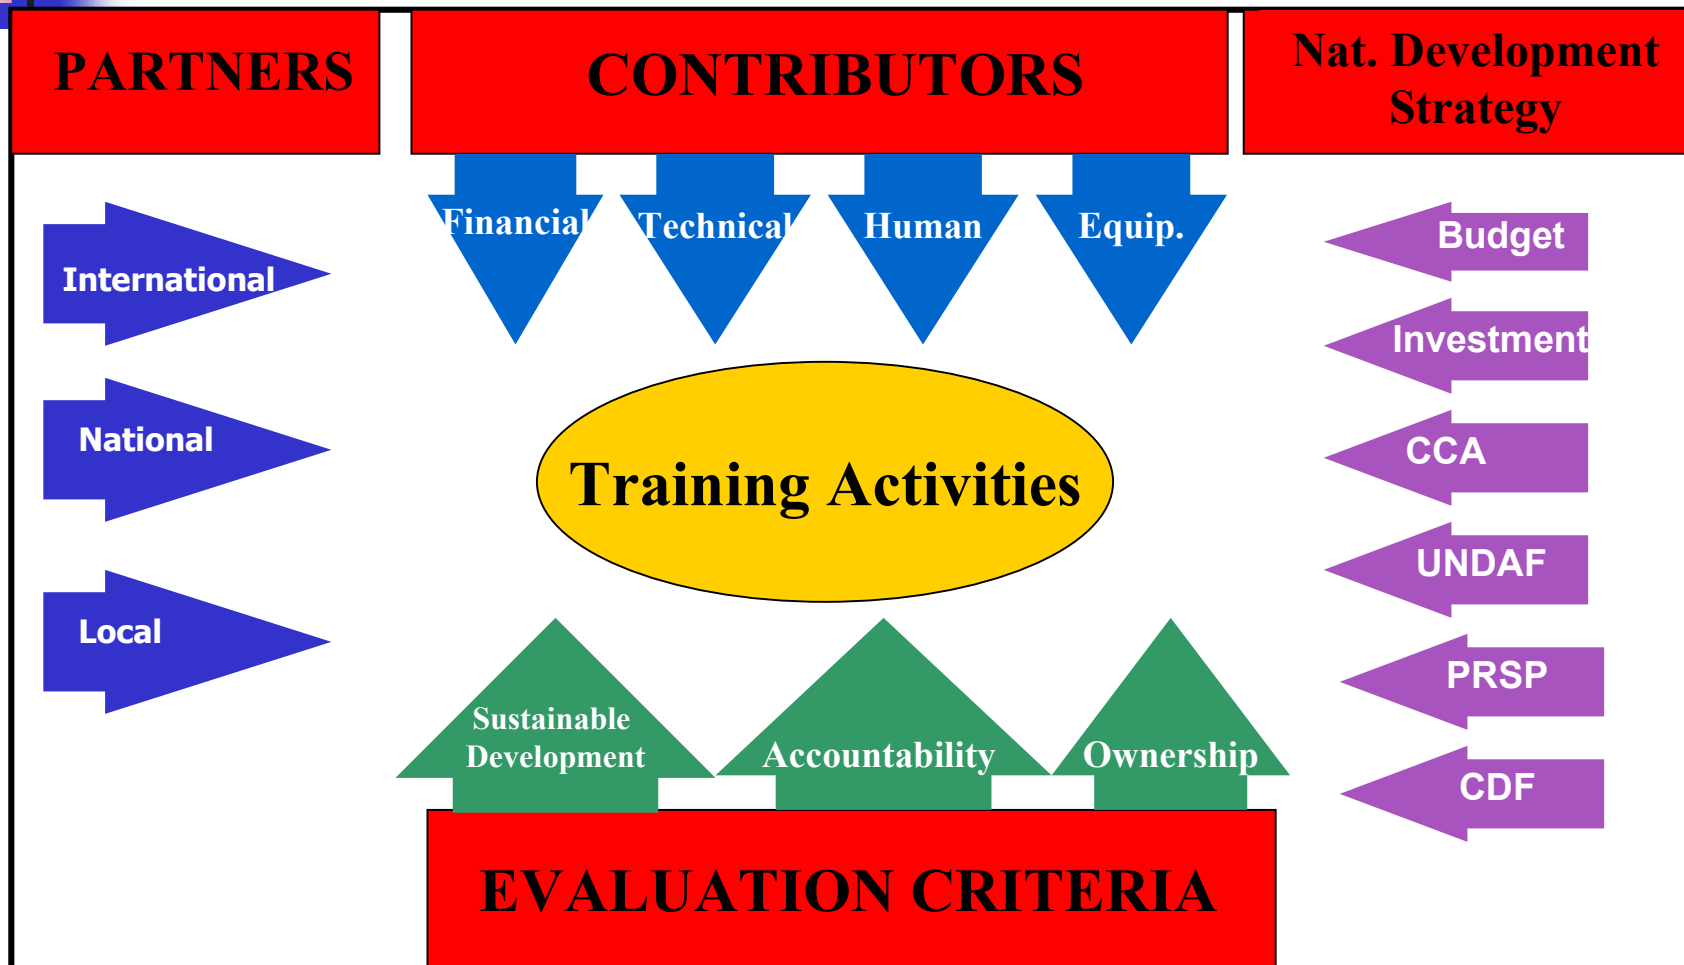 PARTNERS
CONTRIBUTORS
Nat. Development
Strategy
Financial
Technical
Human
Equip.
International
National
Local
Training Activities
Budget
Investment
CCA
UNDAF
PRSP
CDF
Sustainable
Development
Accountability
Ownership
EVALUATION CRITERIA